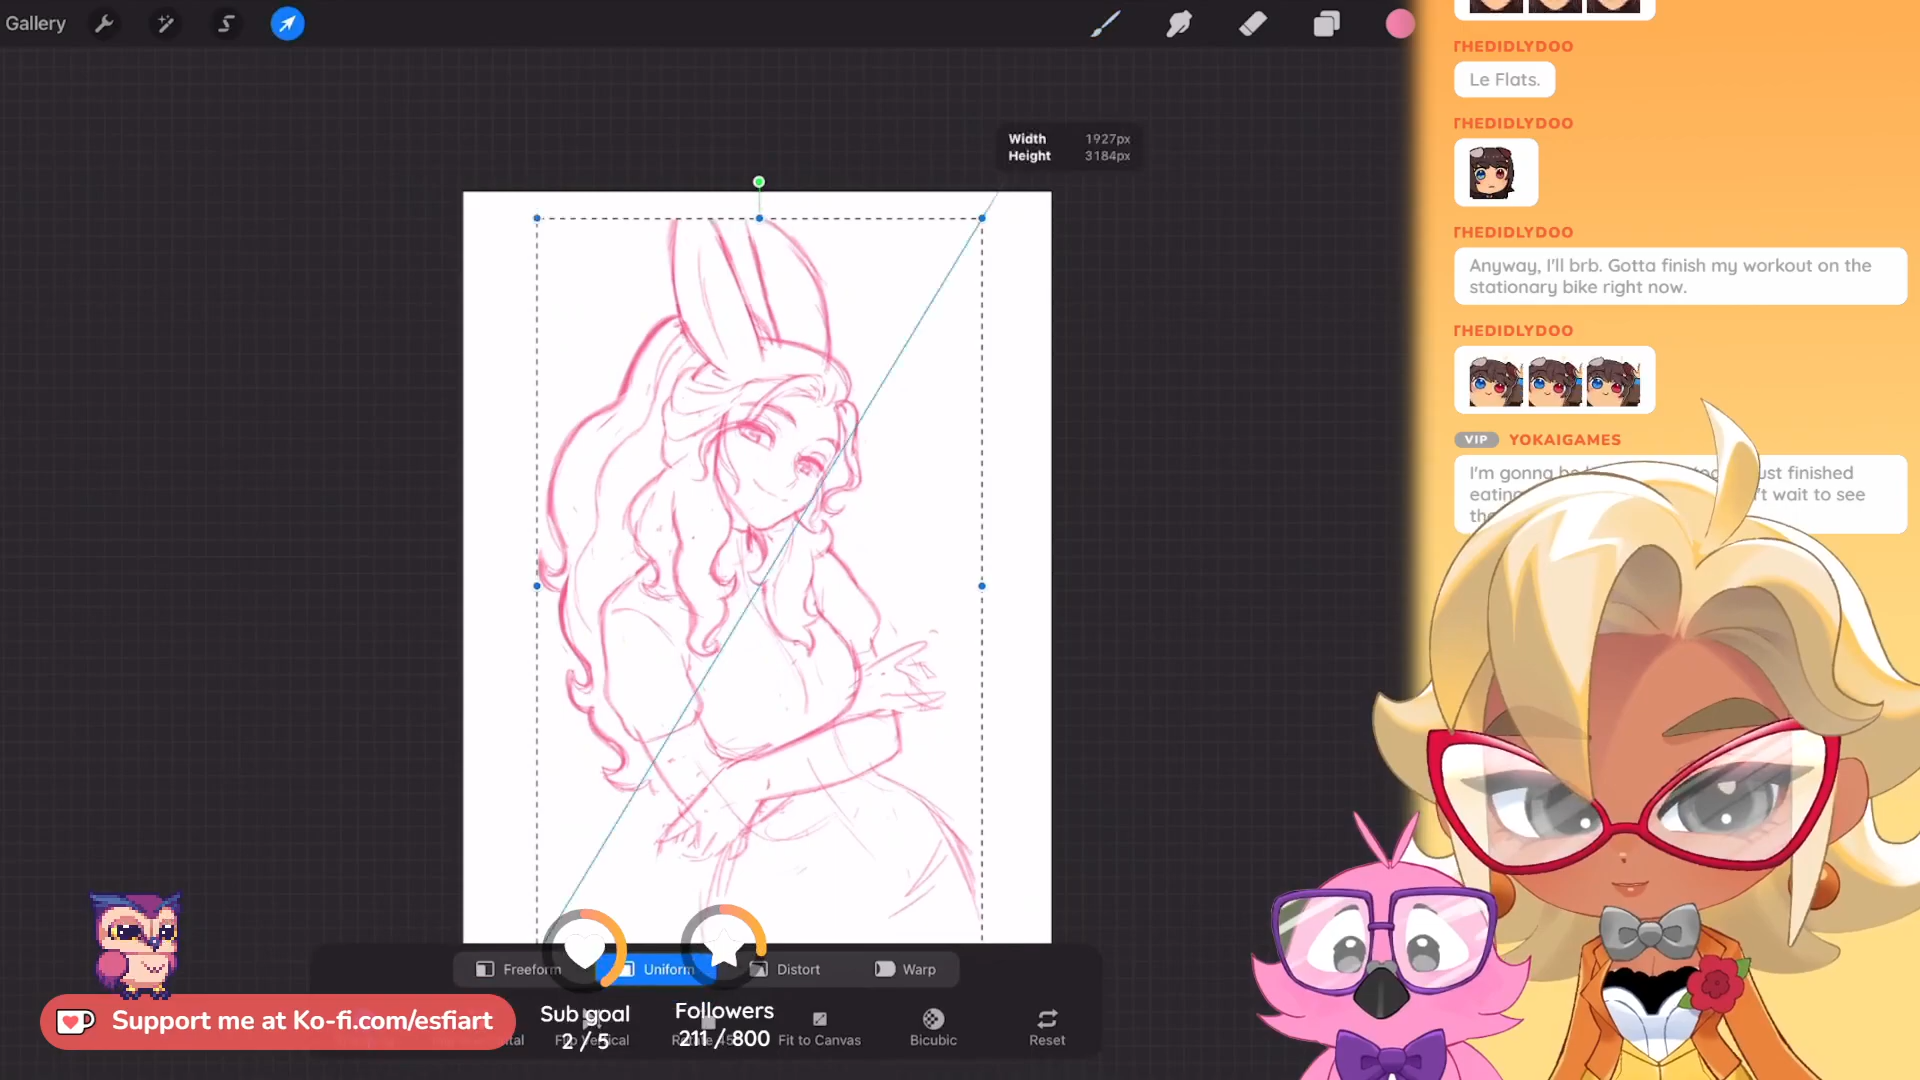 Gallery
Width 1927px
Height 3184px
THEDIDLYDOO
Le Flats.
THEDIDLYDOO
THEDIDLYDOO
Anyway, I'll brb. Gotta finish my workout on the
stationary bike right now.
THEDIDLYDOO
VIP YOKAIGAMES
I'm gonna ust finished
eating 't wait to see
Freeform Uniform Distort Warp
Support me at Ko-fi.com/esfiart
Sub goal
2 / 5
Followers
211 / 800
Fit to Canvas Bicubic Reset